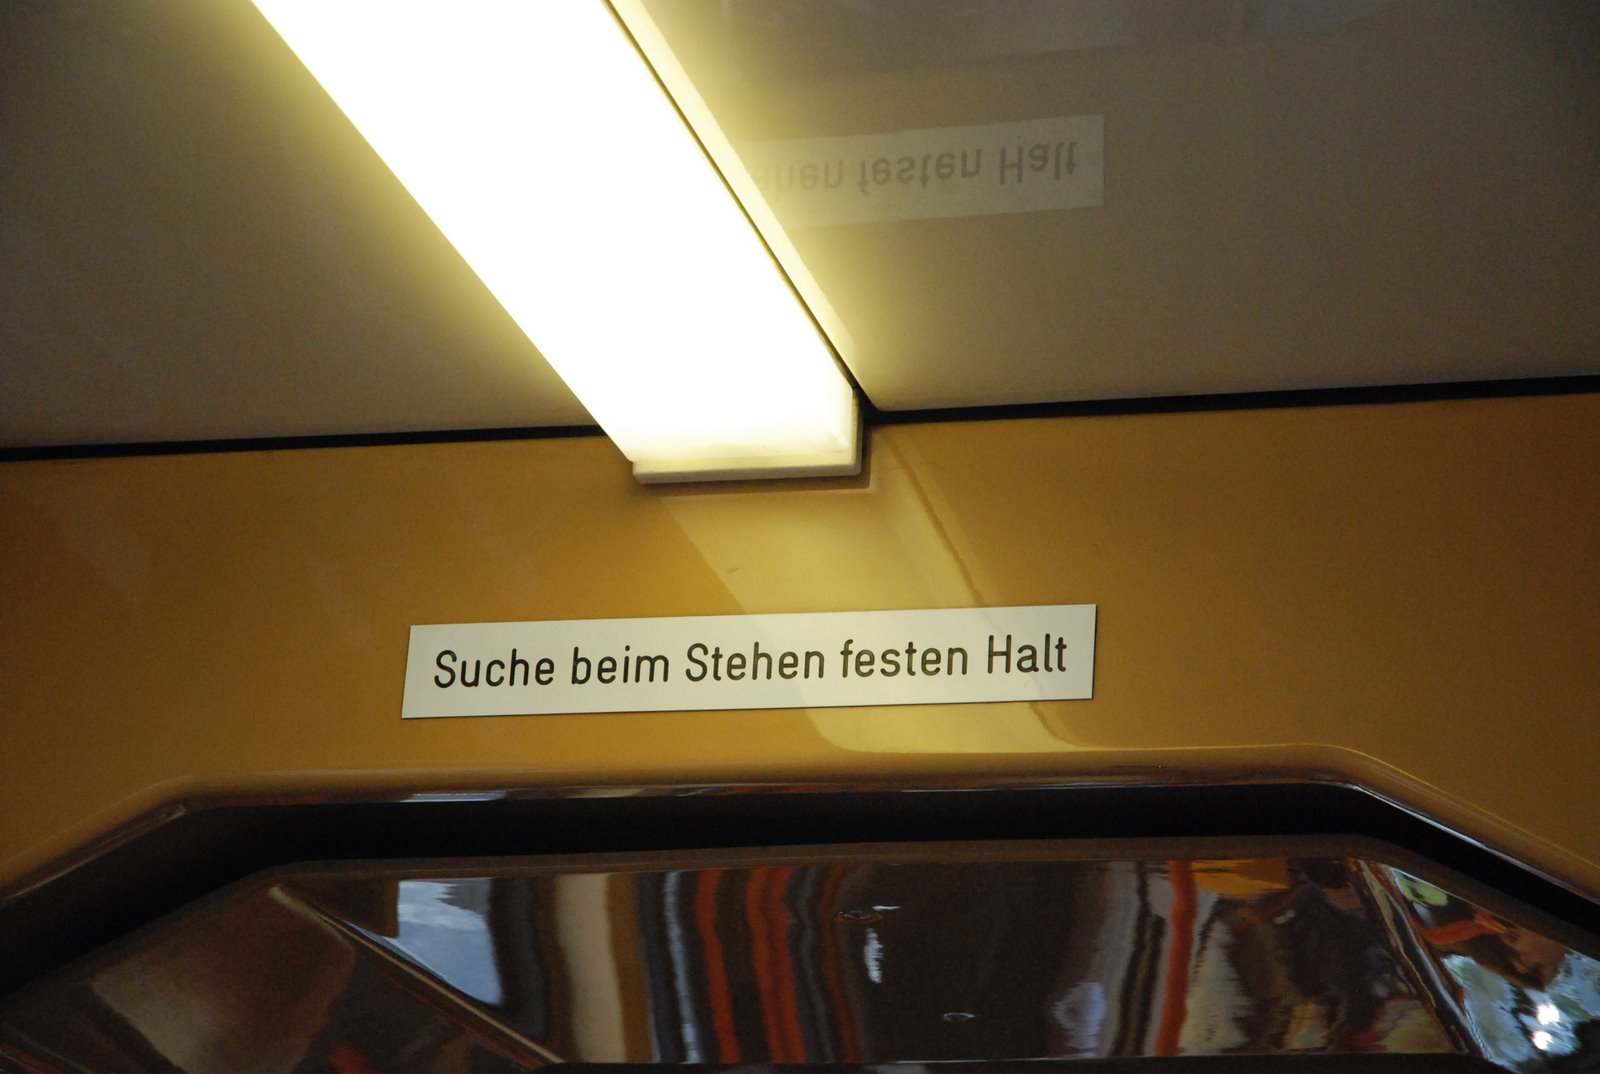 Suche beim Stehen festen Halt